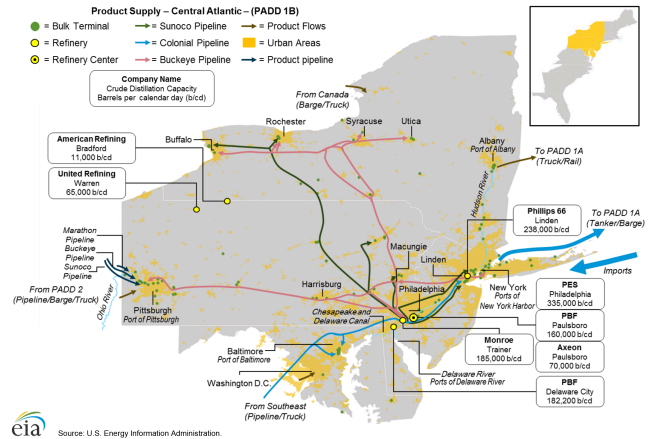 Product Supply – Central Atlantic – (PADD 1B)
= Bulk Terminal
= Sunoco Pipeline
= Product Flows
= Refinery
= Colonial Pipeline
= Urban Areas
= Refinery Center
= Buckeye Pipeline
= Product pipeline
Company Name
Crude Distillation Capacity
Barrels per calendar day (b/cd)
From Canada
(Barge/Truck)
Rochester
Syracuse
Utica
Buffalo
Albany
Port of Albany
To PADD 1A
(Truck/Rail)
American Refining
Bradford
11,000 b/cd
United Refining
Warren
65,000 b/cd
Hudson River
Phillips 66
Linden
238,000 b/cd
To PADD 1A
(Tanker/Barge)
Marathon
Pipeline
Buckeye
Pipeline
Sunoco
Pipeline
Macungie
Linden
Imports
From PADD 2
(Pipeline/Barge/Truck)
Ohio River
Harrisburg
Philadelphia
New York
Ports of
New York Harbor
PES
Philadelphia
335,000 b/cd
Pittsburgh
Port of Pittsburgh
Chesapeake and
Delaware Canal
PBF
Paulsboro
160,000 b/cd
Monroe
Trainer
185,000 b/cd
Axeon
Paulsboro
70,000 b/cd
Baltimore
Port of Baltimore
Washington D.C.
Delaware River
Ports of Delaware River
PBF
Delaware City
182,200 b/cd
From Southeast
(Pipeline/Truck)
eia
Source: U.S. Energy Information Administration.